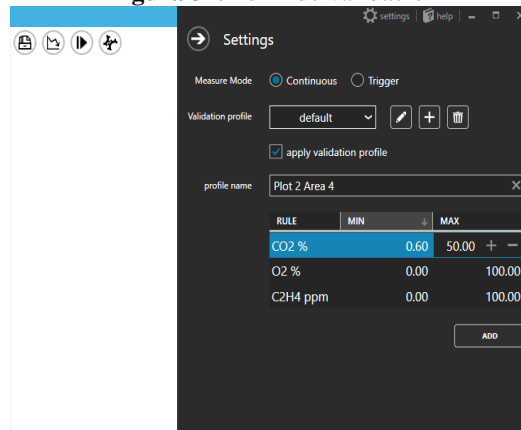 settings | help
Settings
Measure Mode Continuous Trigger
Validation profile default
apply validation profile
profile name Plot 2 Area 4
RULE MIN MAX
CO2 % 0.60 50.00
O2 % 0.00 100.00
C2H4 ppm 0.00 100.00
ADD